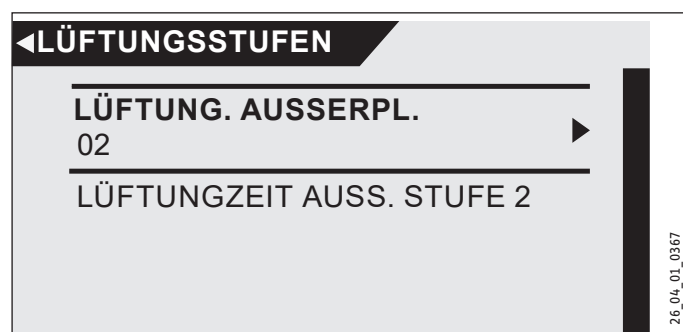 LÜFTUNGSSTUFEN
LÜFTUNG. AUSSERPL.
02
LÜFTUNGZEIT AUSS. STUFE 2
26_04_01_0367